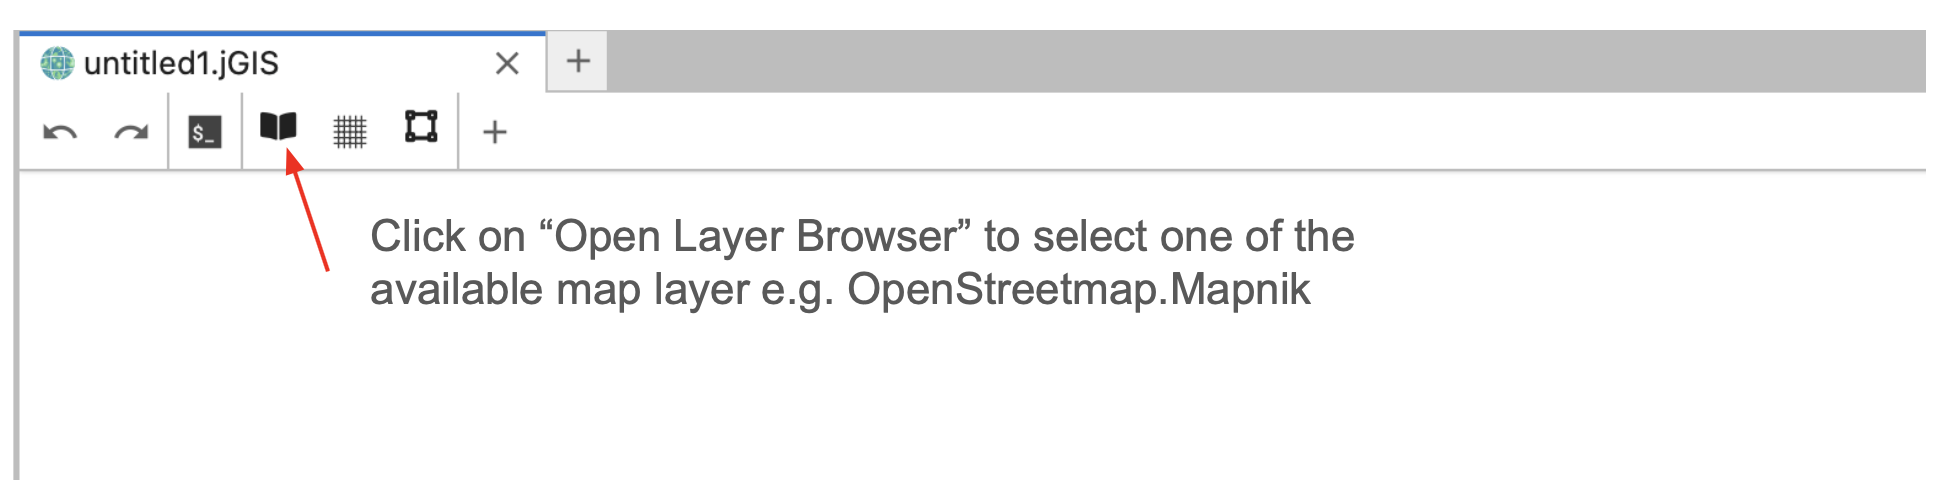 untitled1.jGIS
$_
Click on “Open Layer Browser” to select one of the
available map layer e.g. OpenStreetmap.Mapnik